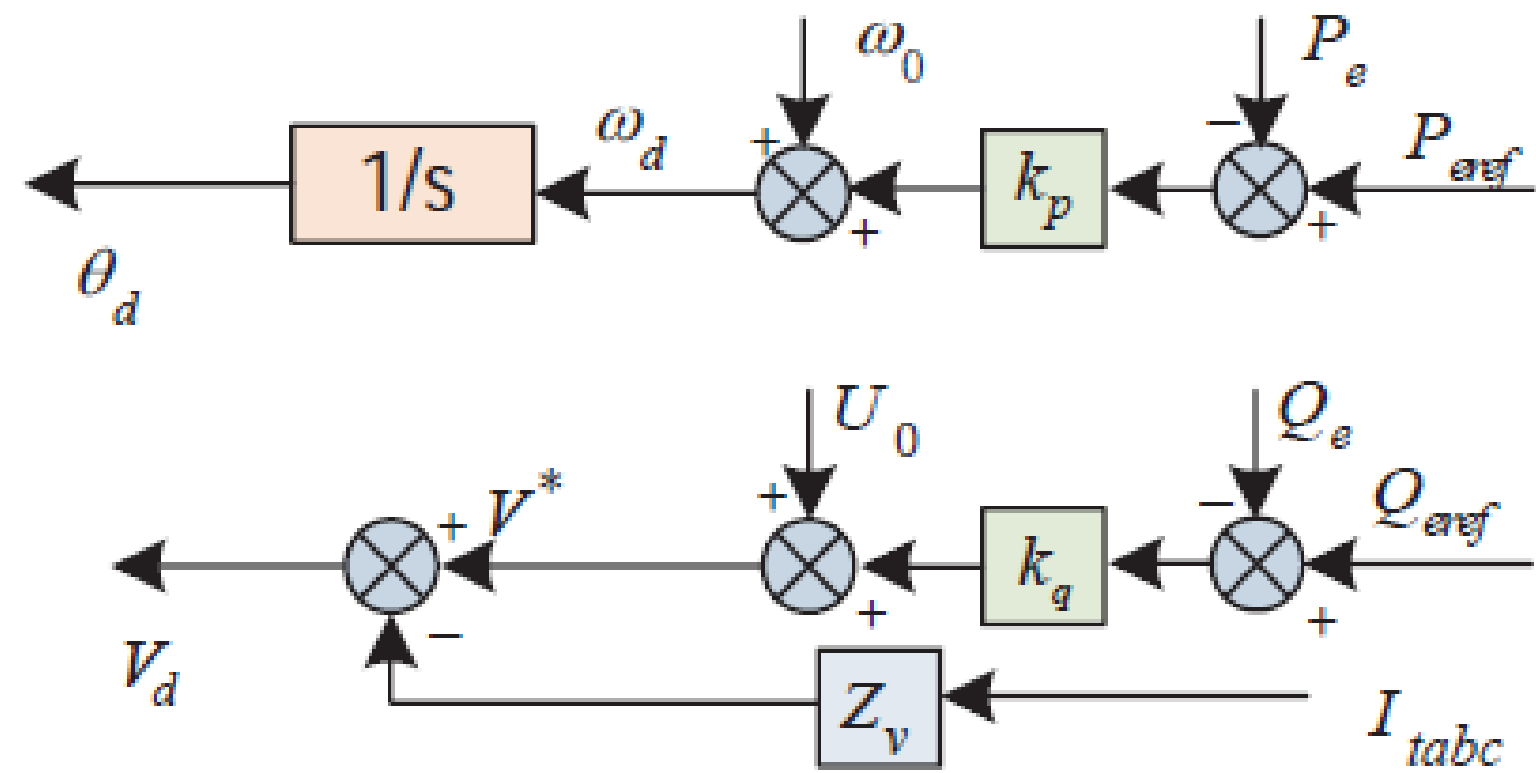 ω0
Pe
−
Peref
+
kp
+
+
ωd
1/s
θd
U0
Qe
−
Qeref
+
kq
+
+
V*
+
−
Vd
Zv
Itabc